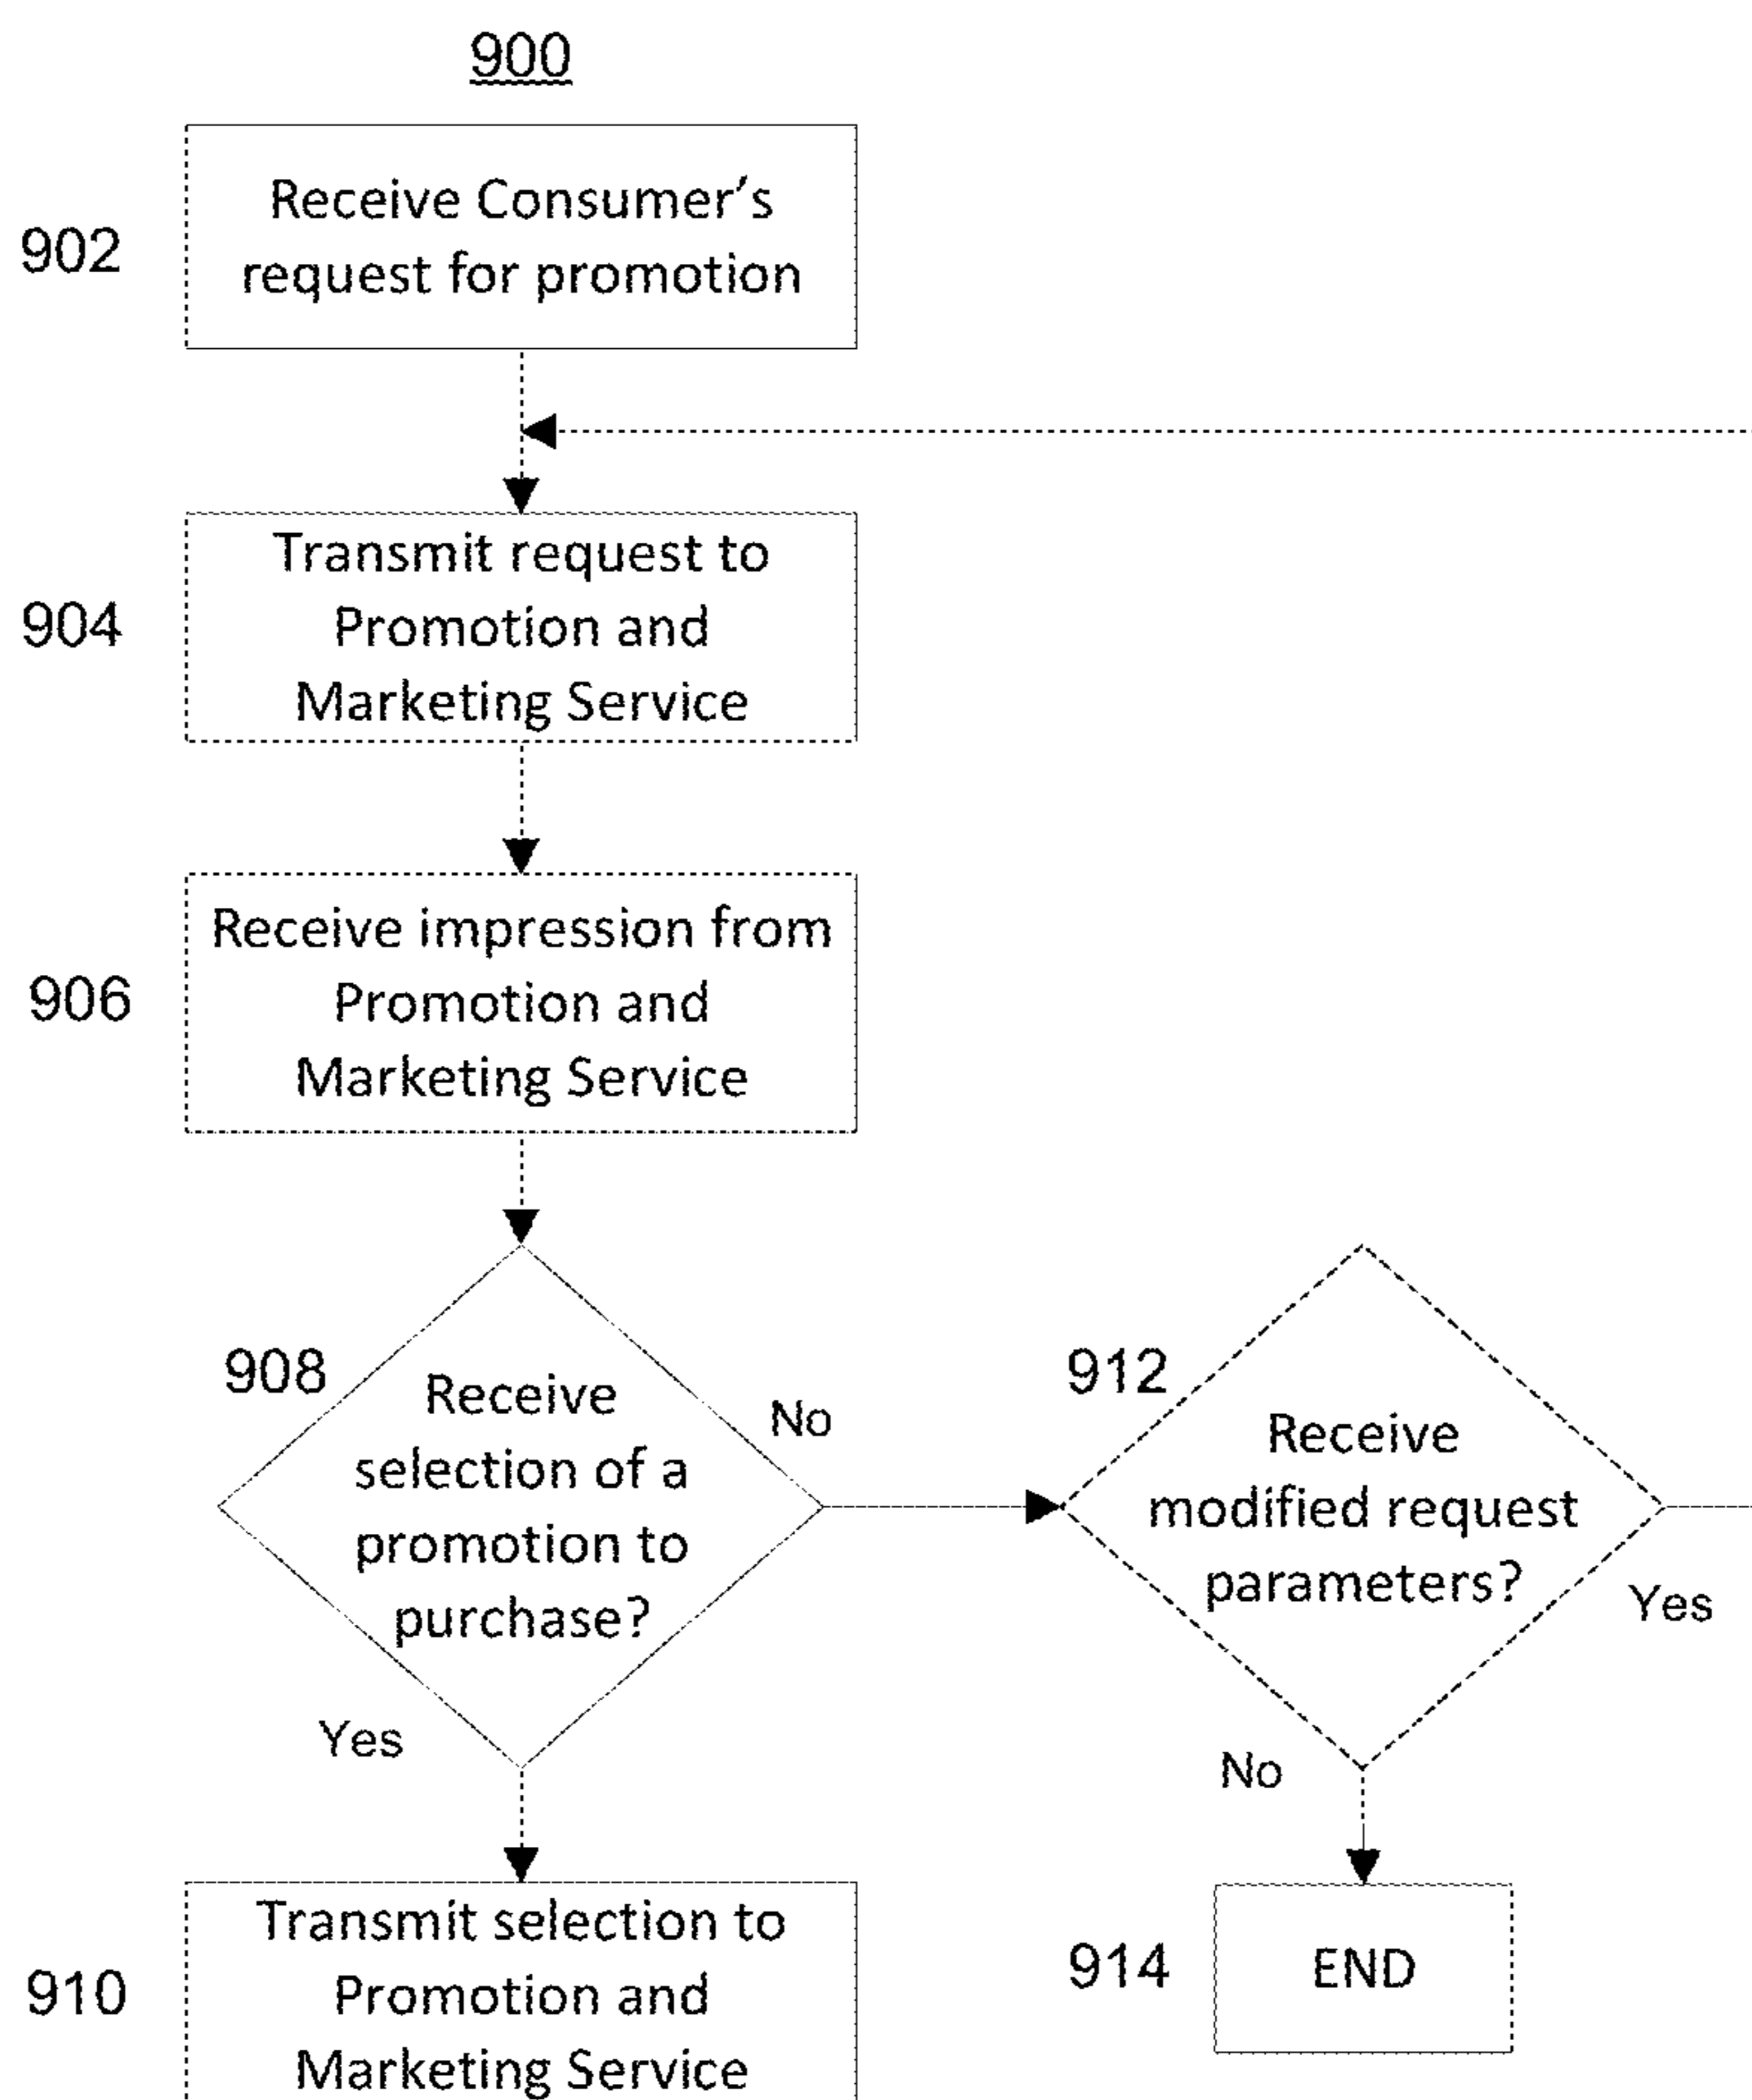 900
902
Receive Consumer's
request for promotion
904
Transmit request to
Promotion and
Marketing Service
906
Receive impression from
Promotion and
Marketing Service
908
Receive
selection of a
promotion to
purchase?
No
Yes
912
Receive
modified request
parameters?
Yes
No
910
Transmit selection to
Promotion and
Marketing Service
914
END